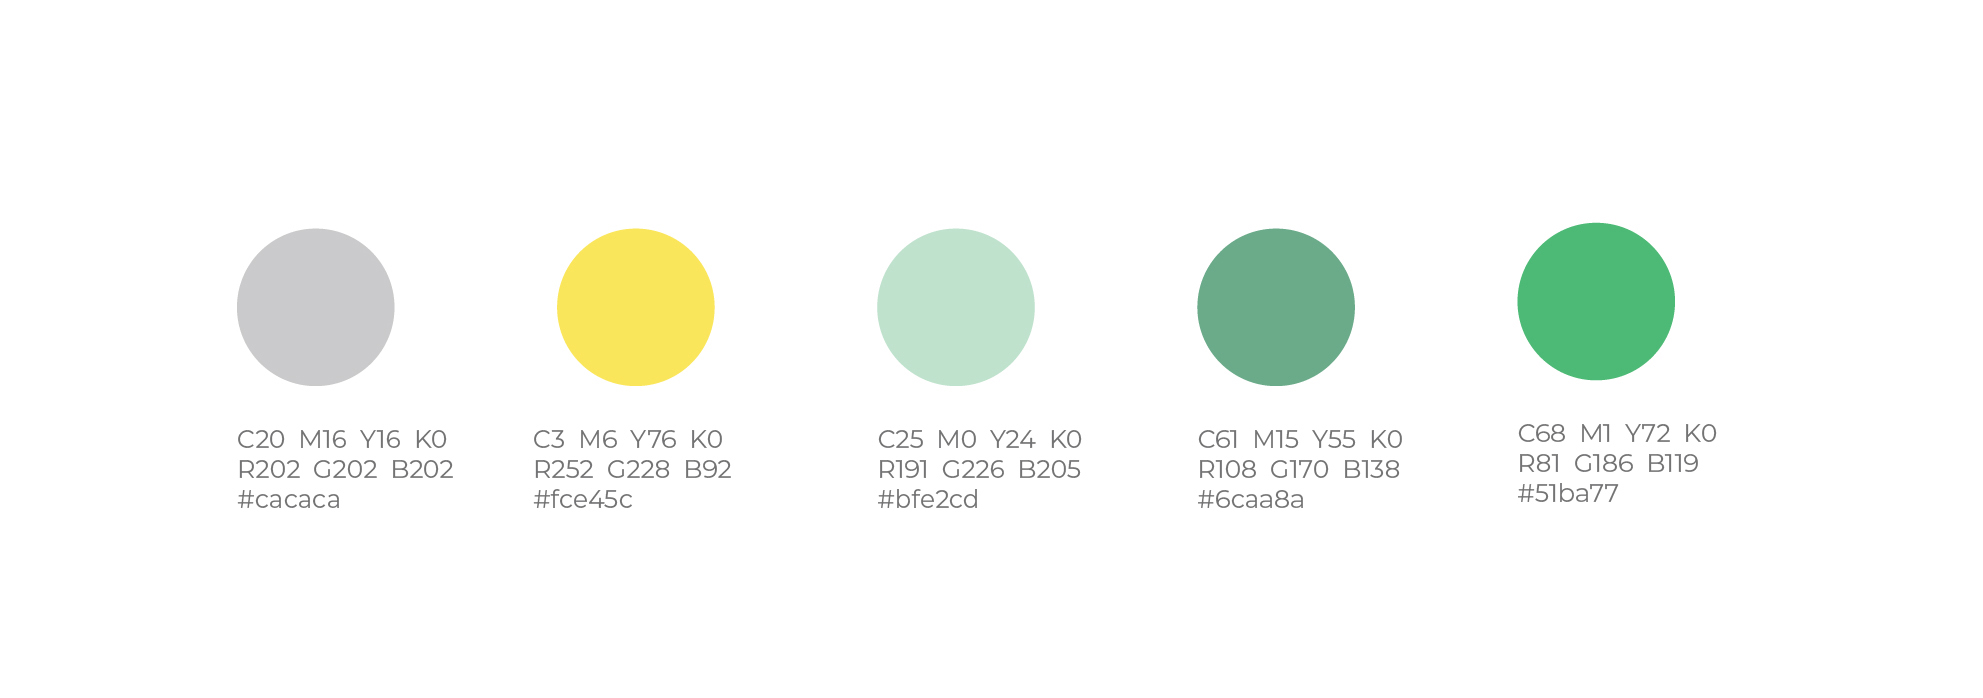 C20 M16 Y16 K0
R202 G202 B202
#cacaca
C3 M6 Y76 K0
R252 G228 B92
#fce45c
C25 M0 Y24 K0
R191 G226 B205
#bfe2cd
C61 M15 Y55 K0
R108 G170 B138
#6caa8a
C68 M1 Y72 K0
R81 G186 B119
#51ba77